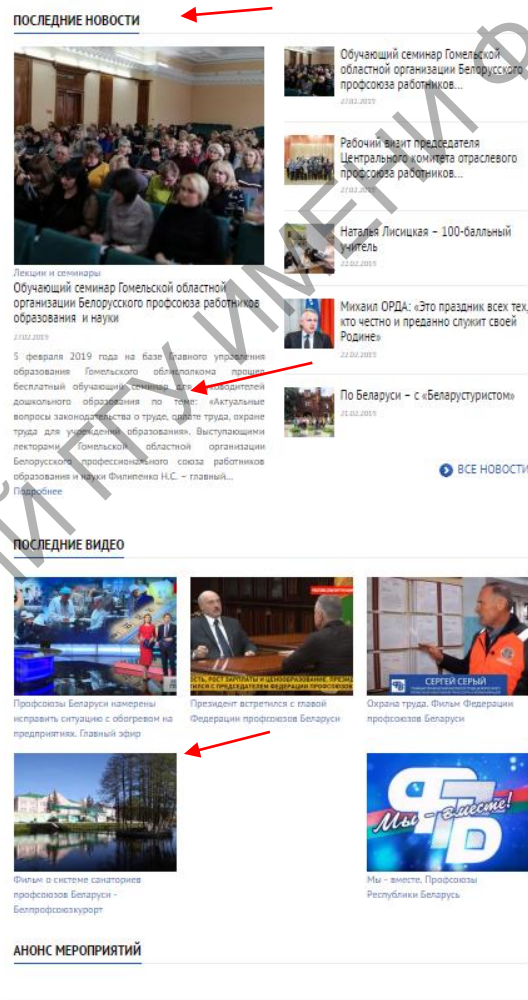 ПОСЛЕДНИЕ НОВОСТИ
Лекции и семинары
Обучающий семинар Гомельской областной
организации Белорусского профсоюза работников
образования и науки
27.02.2019
5 февраля 2019 года на базе Главного управления
образования Гомельского облисполкома прошел
бесплатный обучающий семинар для руководителей
дошкольного образования по теме: «Актуальные
вопросы законодательства о труде, оплате труда, охране
труда для учреждений образования». Выступающими
лекторами Гомельской областной организации
Белорусского профессионального союза работников
образования и науки Филипенко Н.С. – главный...
Подробнее
Обучающий семинар Гомельской
областной организации Белорусского
профсоюза работников...
27.02.2019
Рабочий визит председателя
Центрального комитета отраслевого
профсоюза работников...
27.02.2019
Наталья Лисицкая – 100-балльный
учитель
22.02.2019
Михаил ОРДА: «Это праздник всех тех,
кто честно и преданно служит своей
Родине»
22.02.2019
По Беларуси – с «Беларустуристом»
21.02.2019
ВСЕ НОВОСТИ
ПОСЛЕДНИЕ ВИДЕО
Профсоюзы Беларуси намерены
исправить ситуацию с обогревом на
предприятиях. Главный эфир
Президент встретился с главой
Федерации профсоюзов Беларуси
СЕРГЕЙ СЕРЫЙ
Охрана труда. Фильм Федерации
профсоюзов Беларуси
Фильм о системе санаториев
профсоюзов Беларуси -
Белпрофсоюзкурорт
ФПБ
Мы - вместе!
Мы - вместе. Профсоюзы
Республики Беларусь
АНОНС МЕРОПРИЯТИЙ
ГГУ ИМЕНИ Ф